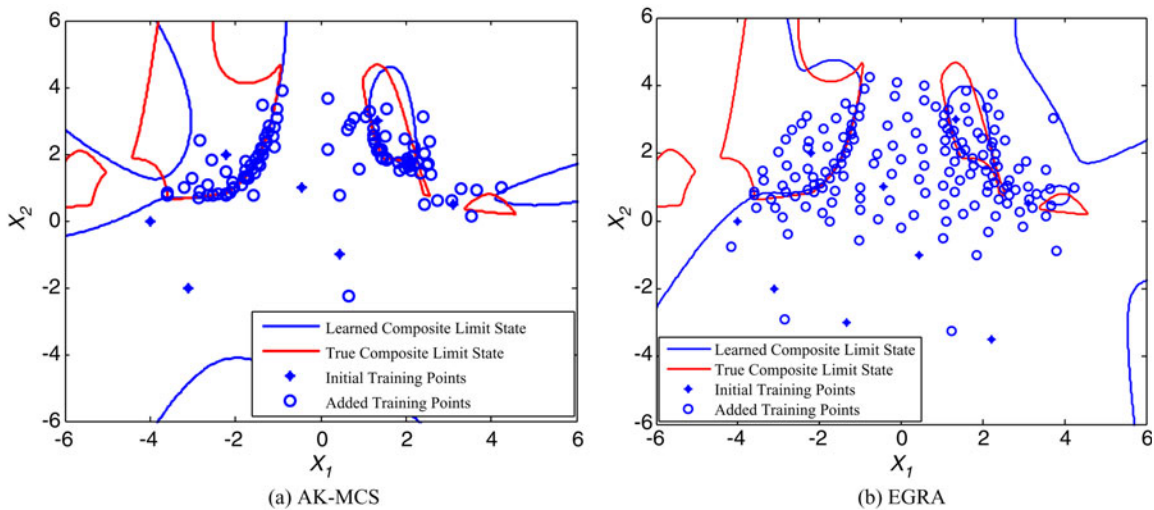 6
4
2
0
-2
-4
-6
X2
-6
-4
-2
0
2
4
6
X1
Learned Composite Limit State
True Composite Limit State
Initial Training Points
Added Training Points
(a) AK-MCS
6
4
2
0
-2
-4
-6
X2
-6
-4
-2
0
2
4
6
X1
Learned Composite Limit State
True Composite Limit State
Initial Training Points
Added Training Points
(b) EGRA